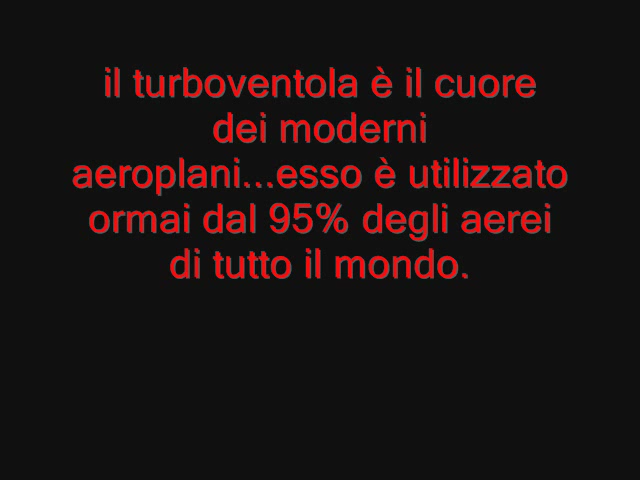 il turboventola è il cuore
dei moderni
aeroplani...esso è utilizzato
ormai dal 95% degli aerei
di tutto il mondo.